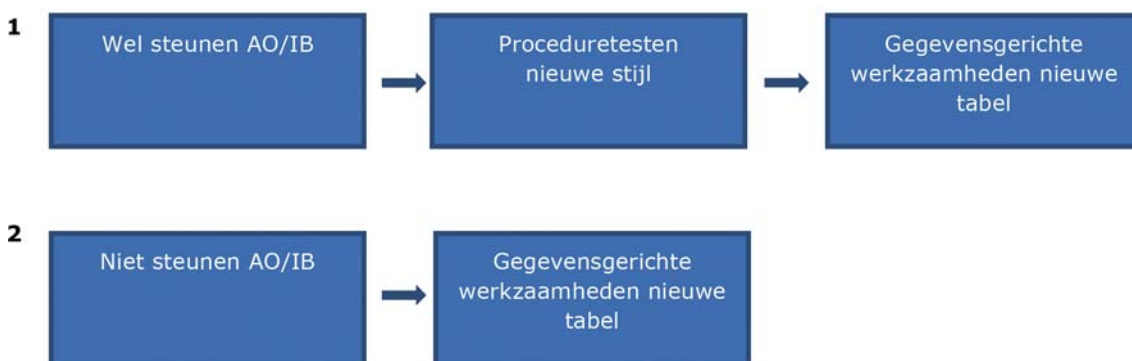 1
Wel steunen AO/IB
Proceduretesten
nieuwe stijl
Gegevensgerichte
werkzaamheden nieuwe
tabel
2
Niet steunen AO/IB
Gegevensgerichte
werkzaamheden nieuwe
tabel